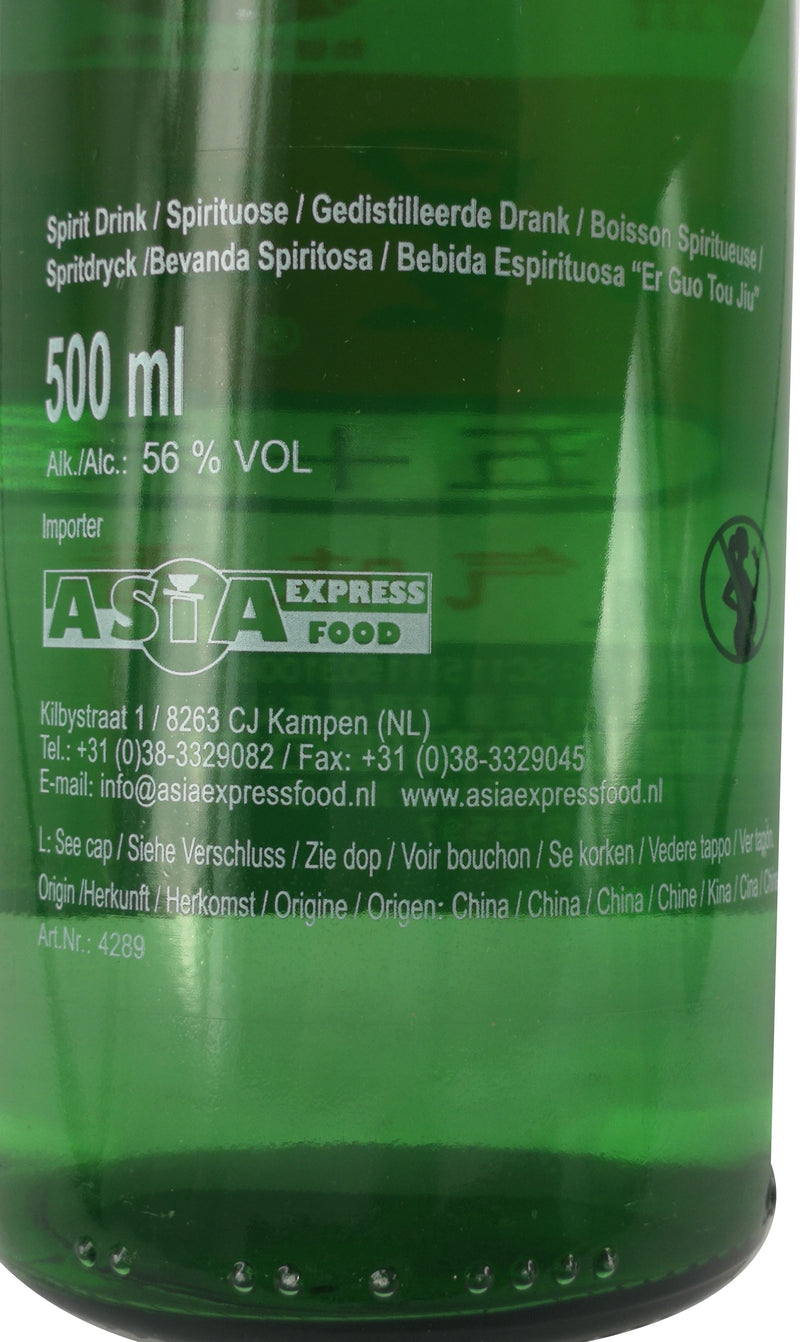 Spirit Drink / Spirituose / Gedistilleerde Drank / Boisson Spiritueuse /
Spritdryck /Bevanda Spiritosa / Bebida Espirituosa “Er Guo Tou Jiu”
500 ml
Alk./Alc.: 56 % VOL
Importer
ASIA EXPRESS
FOOD
Kilbystraat 1 / 8263 CJ Kampen (NL)
Tel.: +31 (0)38-3329082 / Fax: +31 (0)38-3329045
E-mail: info@asiaexpressfood.nl www.asiaexpressfood.nl
L: See cap / Siehe Verschluss / Zie dop / Voir bouchon / Se korken / Vedere tappo / Ver
Origin /Herkunft / Herkomst / Origine / Origen: China / China / China / Chine / Kina / Cina /
Art.Nr.: 4289